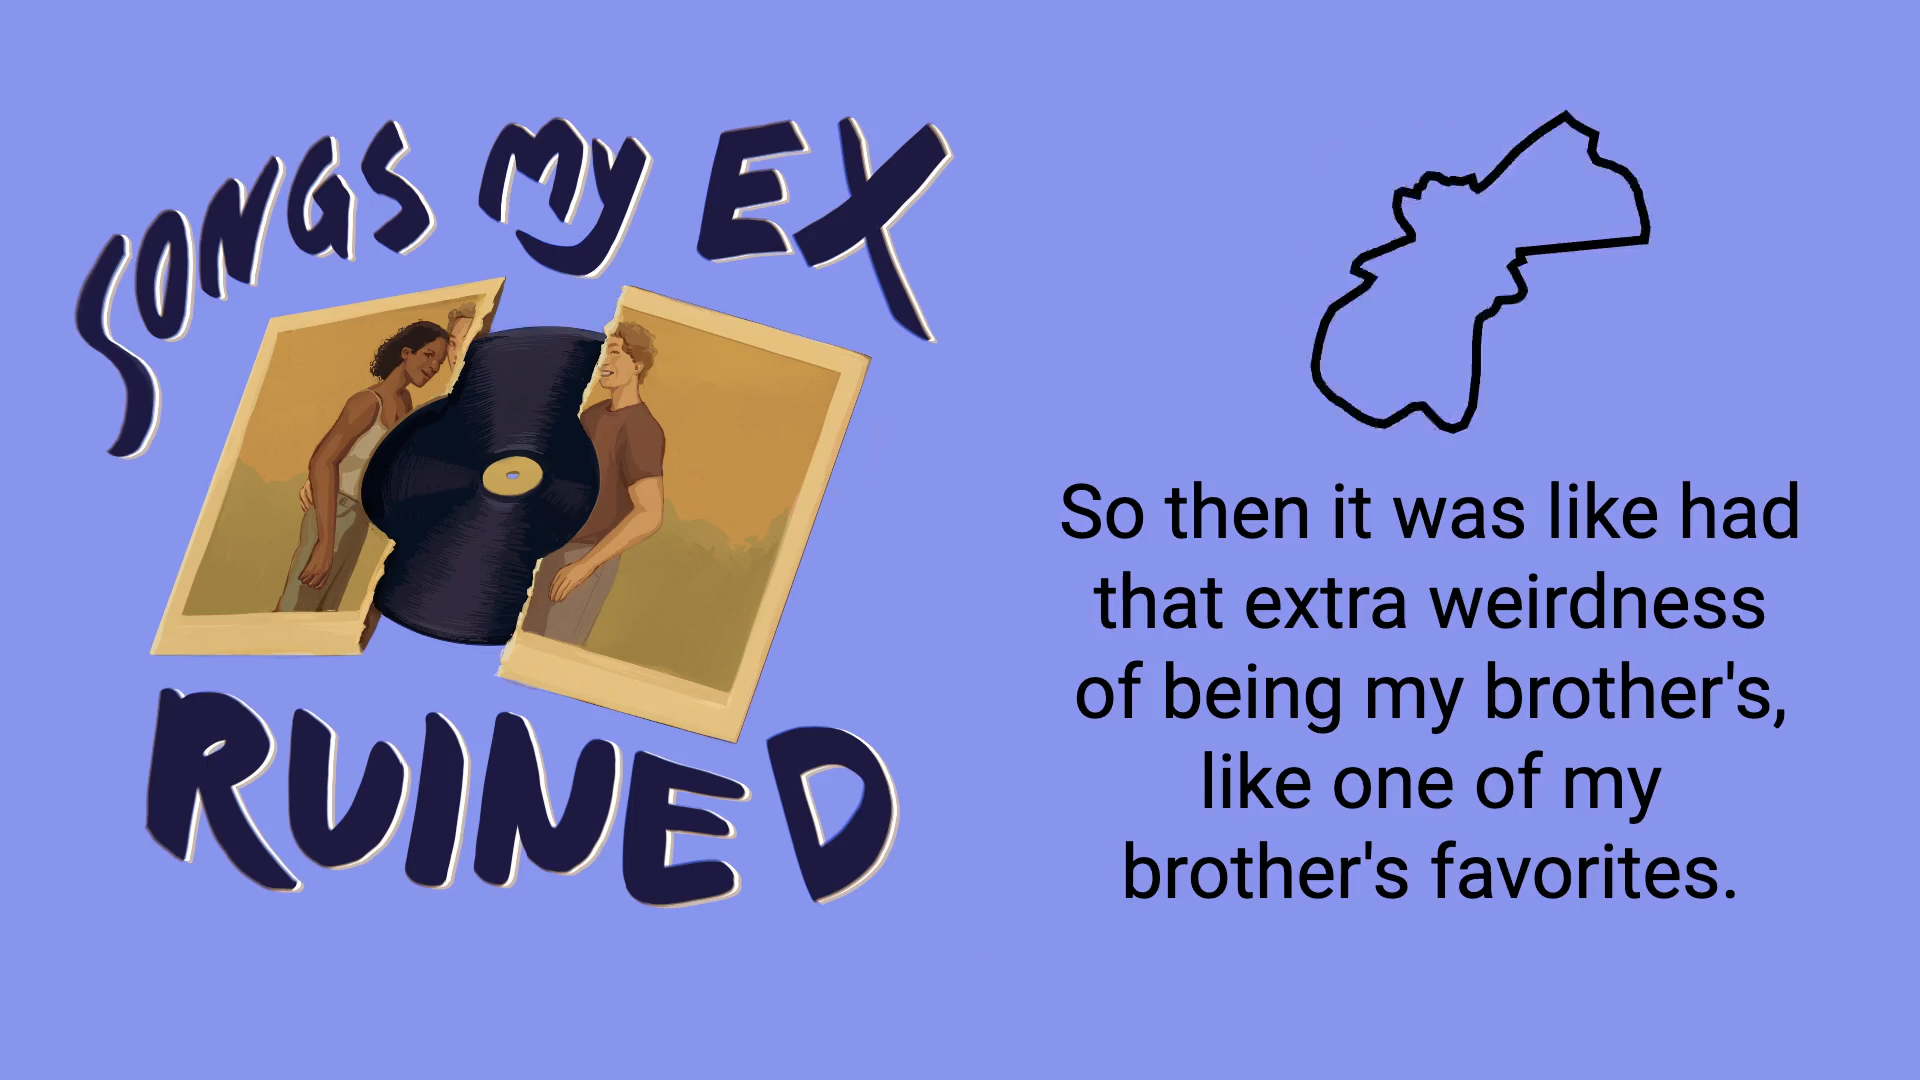 SONGS MY EX
RUINED
So then it was like had
that extra weirdness
of being my brother's,
like one of my
brother's favorites.